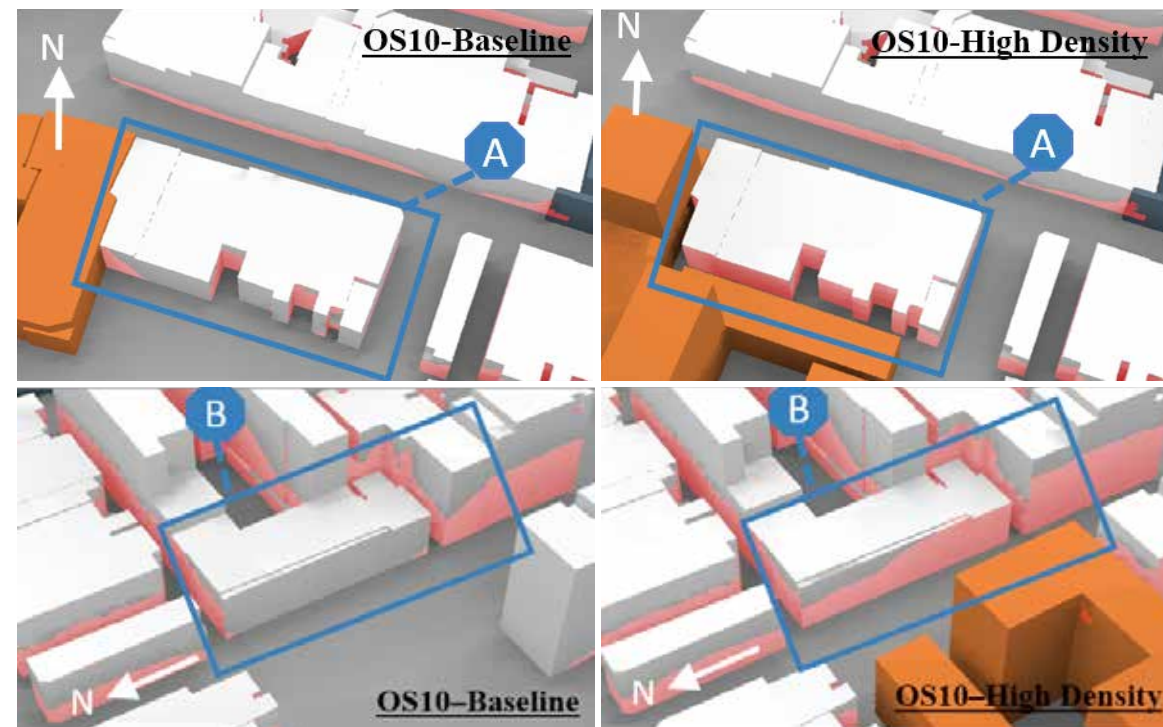 N
OS10-Baseline
A
N
OS10-High Density
A
B
N
OS10–Baseline
B
N
OS10–High Density